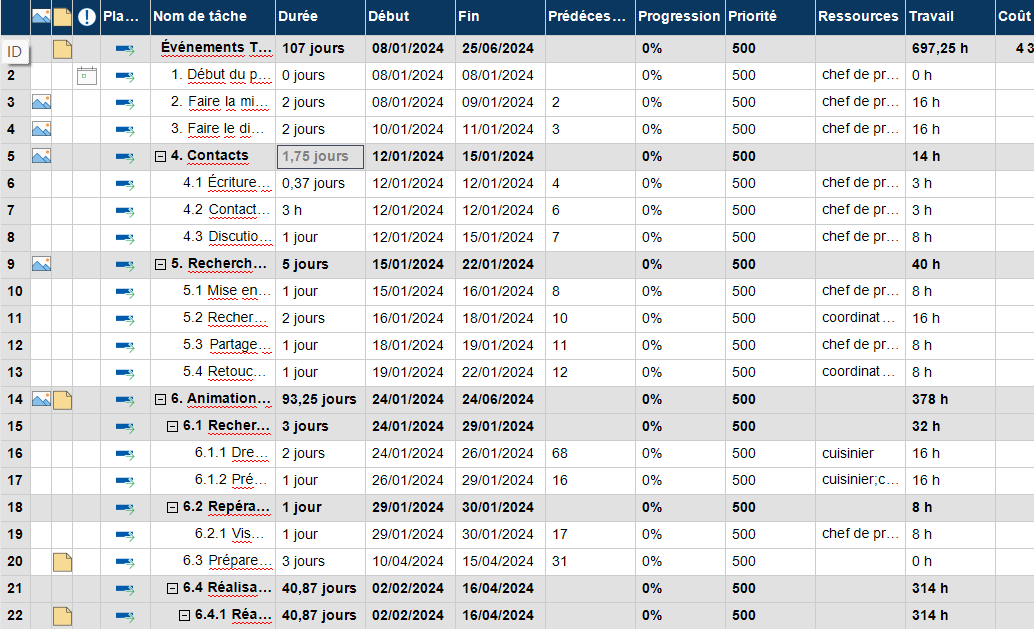 Pla... Nom de tâche Durée Début Fin Prédéces... Progression Priorité Ressources Travail Coût
ID Événements T... 107 jours 08/01/2024 25/06/2024 0% 500 697,25 h 4 3
2 1. Début du p... 0 jours 08/01/2024 08/01/2024 0% 500 chef de pr... 0 h
3 2. Faire la mi... 2 jours 08/01/2024 09/01/2024 2 0% 500 chef de pr... 16 h
4 3. Faire le di... 2 jours 10/01/2024 11/01/2024 3 0% 500 chef de pr... 16 h
5 4. Contacts 1,75 jours 12/01/2024 15/01/2024 0% 500 14 h
6 4.1 Écriture... 0,37 jours 12/01/2024 12/01/2024 4 0% 500 chef de pr... 3 h
7 4.2 Contact... 3 h 12/01/2024 12/01/2024 6 0% 500 chef de pr... 3 h
8 4.3 Discutio... 1 jour 12/01/2024 15/01/2024 7 0% 500 chef de pr... 8 h
9 5. Recherch... 5 jours 15/01/2024 22/01/2024 0% 500 40 h
10 5.1 Mise en... 1 jour 15/01/2024 16/01/2024 8 0% 500 chef de pr... 8 h
11 5.2 Recher... 2 jours 16/01/2024 18/01/2024 10 0% 500 coordinat... 16 h
12 5.3 Partage... 1 jour 18/01/2024 19/01/2024 11 0% 500 chef de pr... 8 h
13 5.4 Retouc... 1 jour 19/01/2024 22/01/2024 12 0% 500 coordinat... 8 h
14 6. Animation... 93,25 jours 24/01/2024 24/06/2024 0% 500 378 h
15 6.1 Recher... 3 jours 24/01/2024 29/01/2024 0% 500 32 h
16 6.1.1 Dre... 2 jours 24/01/2024 26/01/2024 68 0% 500 cuisinier 16 h
17 6.1.2 Pré... 1 jour 26/01/2024 29/01/2024 16 0% 500 cuisinier;c... 16 h
18 6.2 Repéra... 1 jour 29/01/2024 30/01/2024 0% 500 8 h
19 6.2.1 Vis... 1 jour 29/01/2024 30/01/2024 17 0% 500 chef de pr... 8 h
20 6.3 Prépare... 3 jours 10/04/2024 15/04/2024 31 0% 500 0 h
21 6.4 Réalisa... 40,87 jours 02/02/2024 16/04/2024 0% 500 314 h
22 6.4.1 Réa... 40,87 jours 02/02/2024 16/04/2024 0% 500 314 h